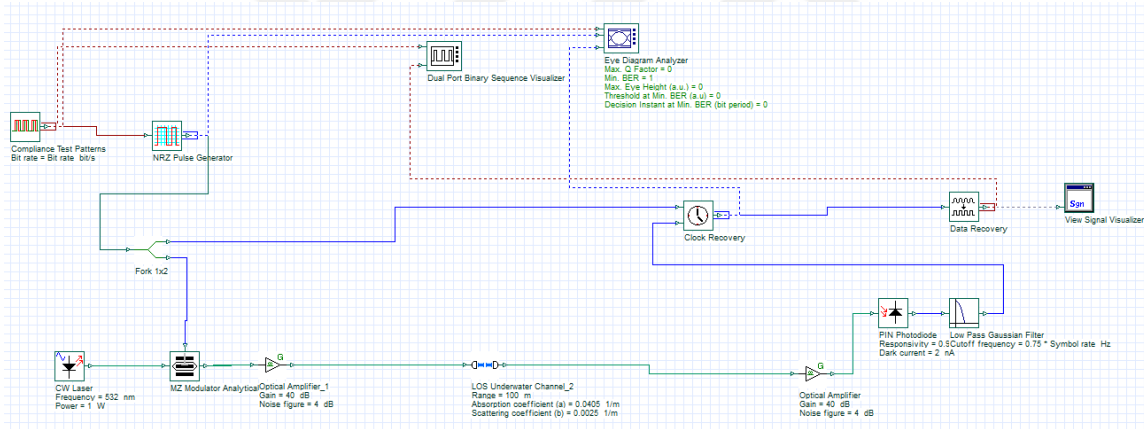 Eye Diagram Analyzer
Max. Q Factor = 0
Min. BER = 1
Max. Eye Height (a.u.) = 0
Threshold at Min. BER (a.u) = 0
Decision Instant at Min. BER (bit period) = 0
Dual Port Binary Sequence Visualizer
Compliance Test Patterns
Bit rate = Bit rate bit/s
NRZ Pulse Generator
Sgn
View Signal Visualizer
Data Recovery
Clock Recovery
Fork 1x2
PIN Photodiode
Responsivity = 0.9
Dark current = 2 nA
Low Pass Gaussian Filter
Cutoff frequency = 0.75 * Symbol rate Hz
CW Laser
Frequency = 532 nm
Power = 1 W
MZ Modulator Analytical
G
Optical Amplifier_1
Gain = 40 dB
Noise figure = 4 dB
LOS Underwater Channel_2
Range = 100 m
Absorption coefficient (a) = 0.0405 1/m
Scattering coefficient (b) = 0.0025 1/m
G
Optical Amplifier
Gain = 40 dB
Noise figure = 4 dB